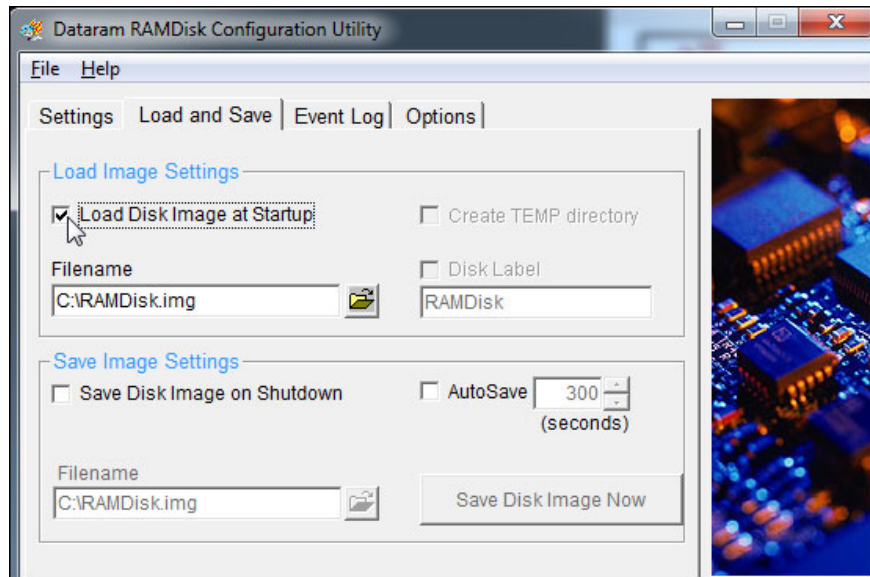 Dataram RAMDisk Configuration Utility
File Help
Settings Load and Save Event Log Options
Load Image Settings
Load Disk Image at Startup Create TEMP directory
Filename Disk Label
C:\RAMDisk.img RAMDisk
Save Image Settings
Save Disk Image on Shutdown AutoSave 300
(seconds)
Filename
C:\RAMDisk.img Save Disk Image Now